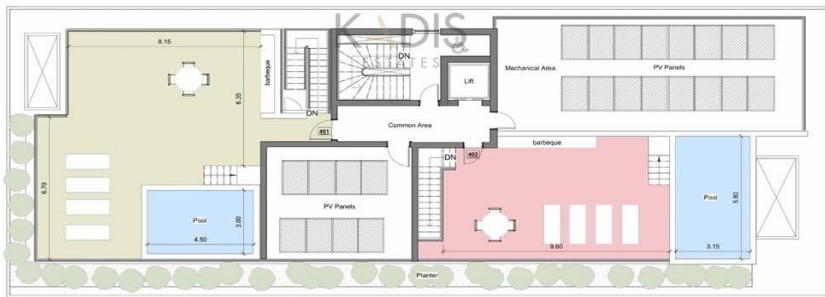 KADIS
ESTATES
8.15
barbeque
6.35
DN
DN
Lift
Mechanical Area
PV Panels
401
Common Area
6.70
Pool
3.00
4.50
PV Panels
DN
402
barbeque
9.60
Pool
5.80
3.15
Planter